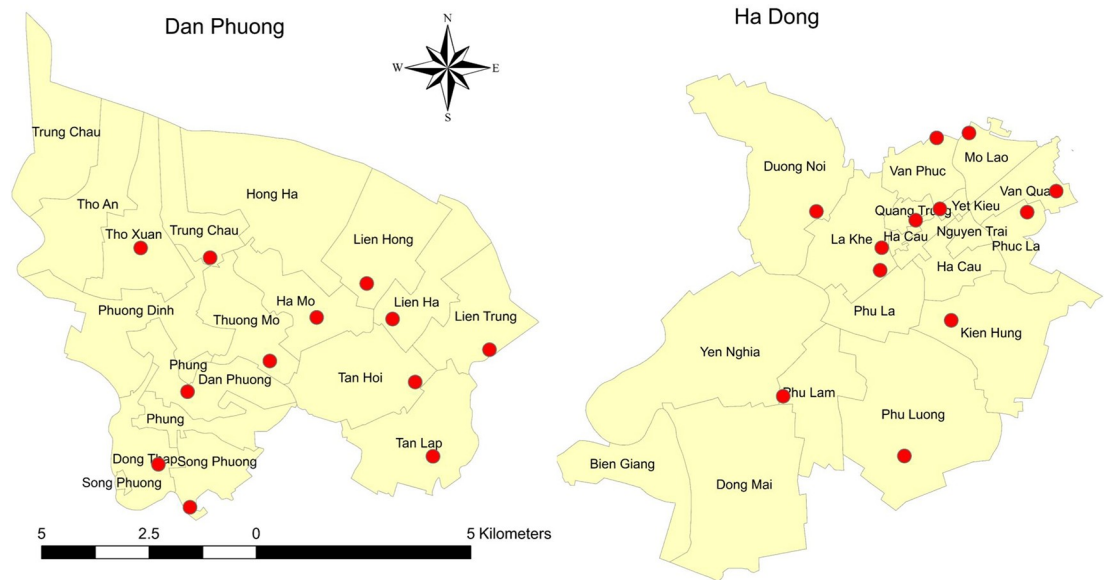 Dan Phuong
Ha Dong
N
W
E
S
Trung Chau
Tho An
Hong Ha
Tho Xuan
Trung Chau
Lien Hong
Phuong Dinh
Thuong Mo
Ha Mo
Lien Ha
Lien Trung
Phung
Dan Phuong
Tan Hoi
Phung
Tan Lap
Dong Thap
Song Phuong
Song Phuong
5
2.5
0
5 Kilometers
Duong Noi
Van Phuc
Mo Lao
Van Qua
Quang Trung
Yet Kieu
La Khe
Ha Cau
Nguyen Trai
Phuc La
Ha Cau
Phu La
Kien Hung
Yen Nghia
Phu Lam
Phu Luong
Bien Giang
Dong Mai